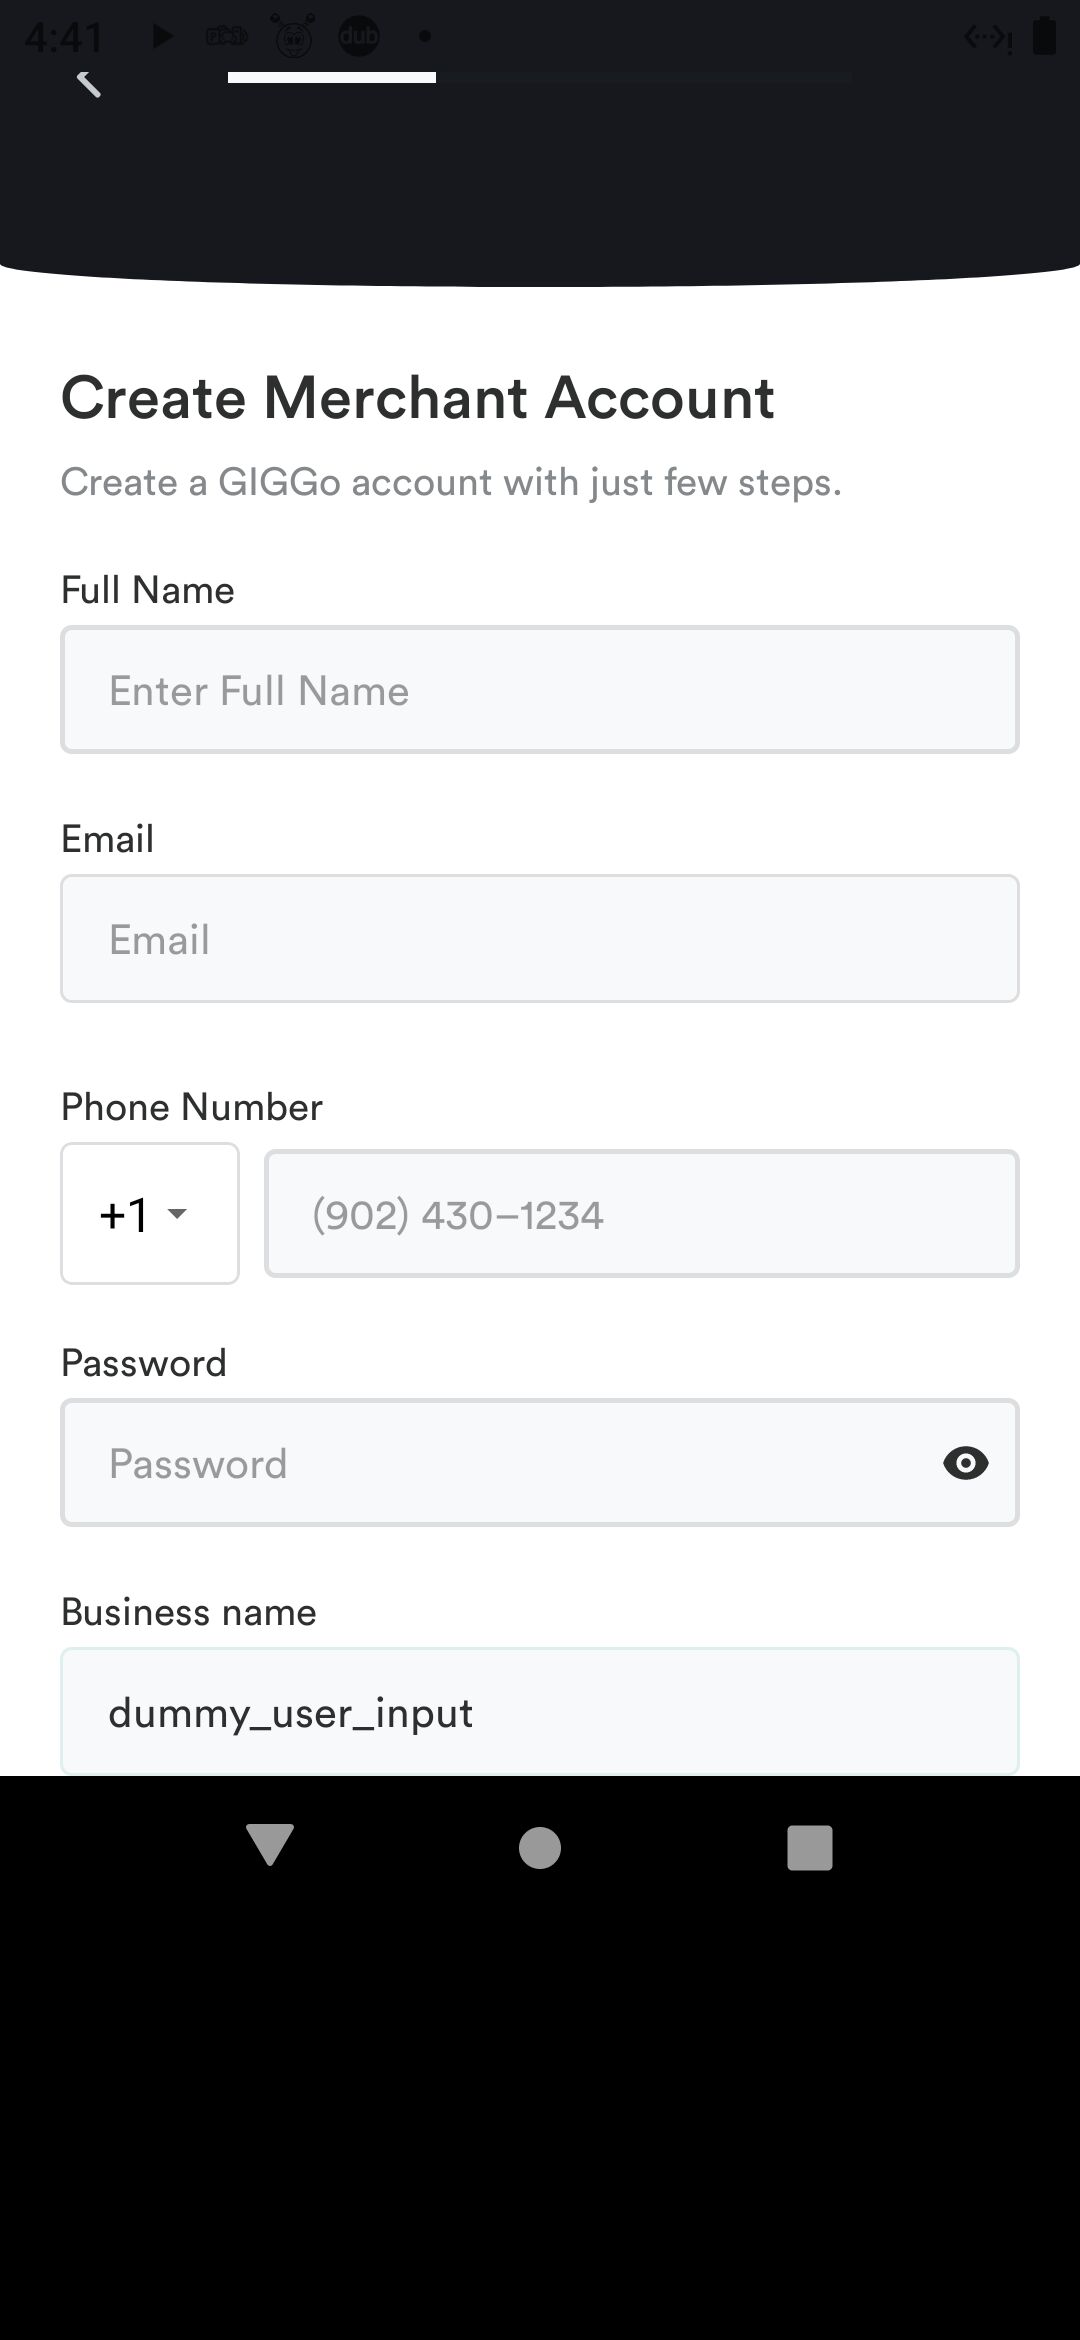 4:41
dub
Create Merchant Account
Create a GIGGo account with just few steps.
Full Name
Enter Full Name
Email
Email
Phone Number
+1
(902) 430-1234
Password
Password
Business name
dummy_user_input